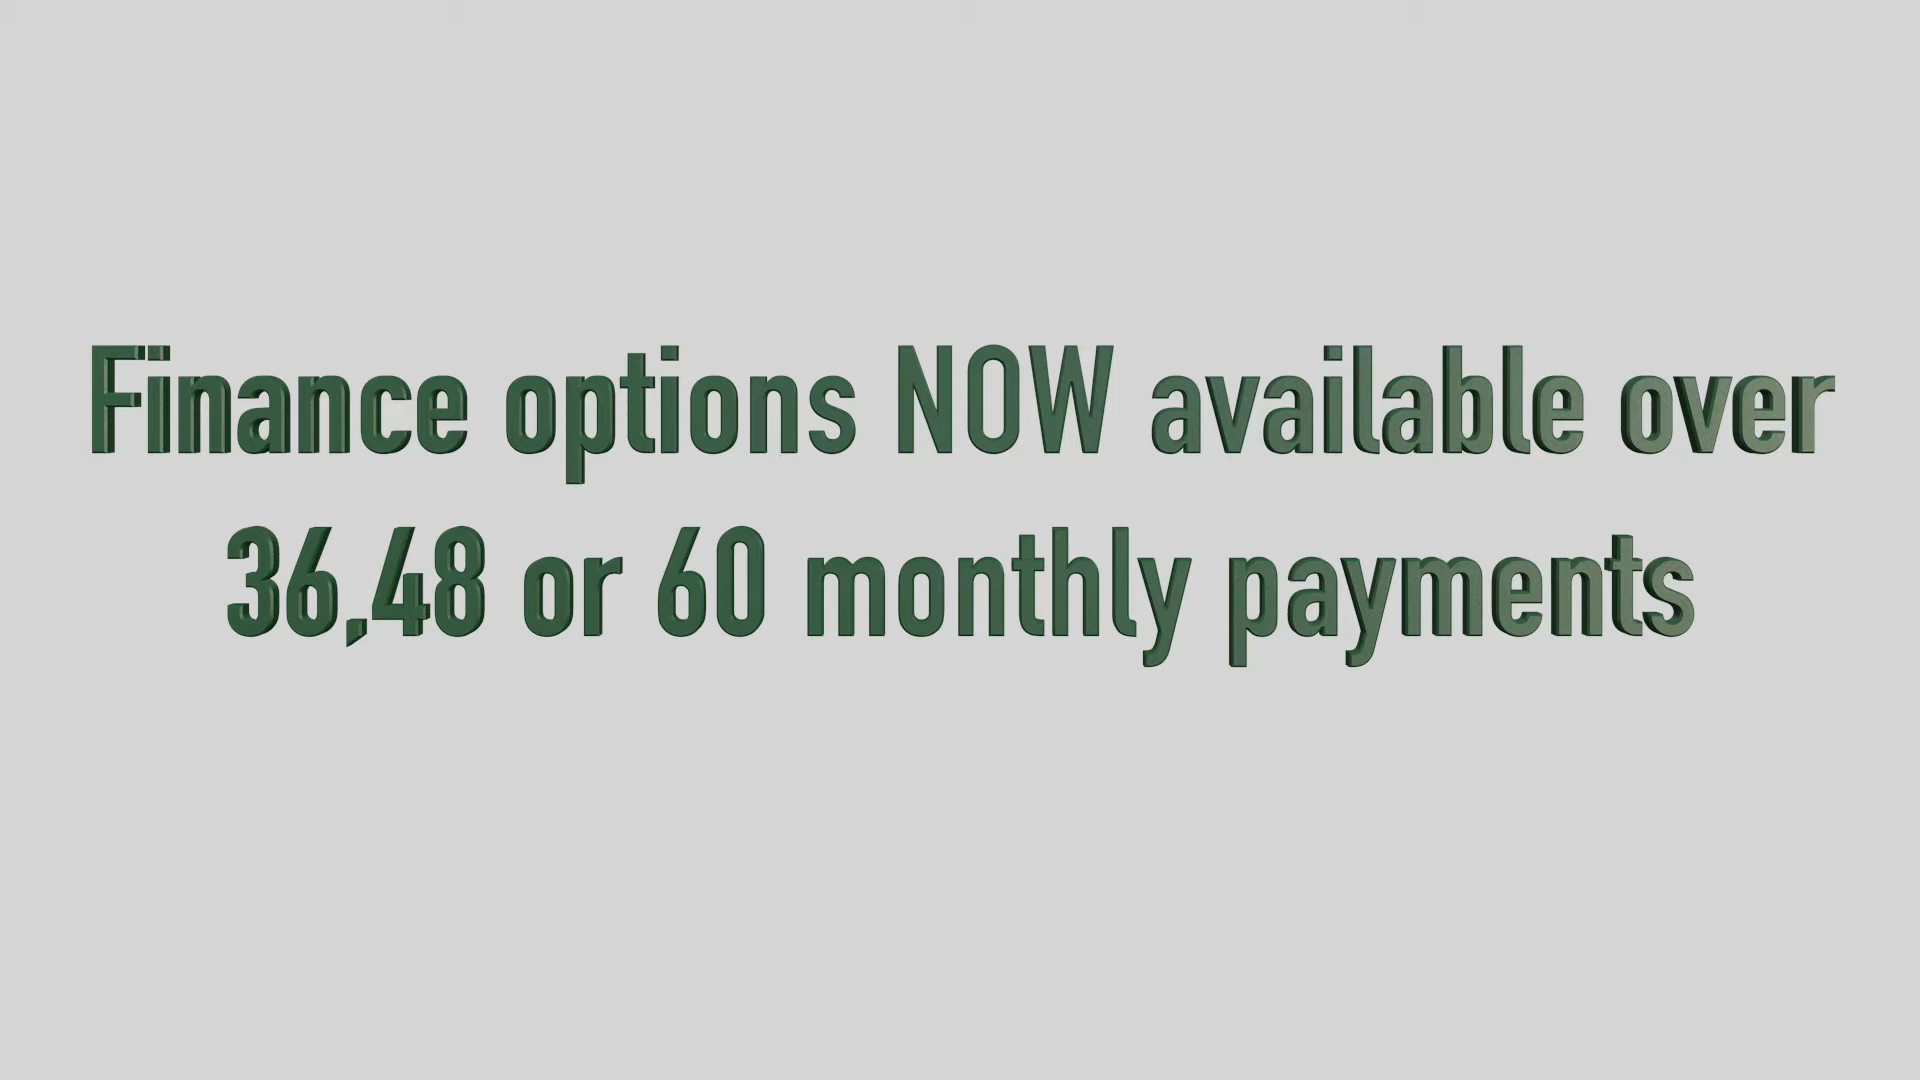 Finance options NOW available over
36,48 or 60 monthly payments